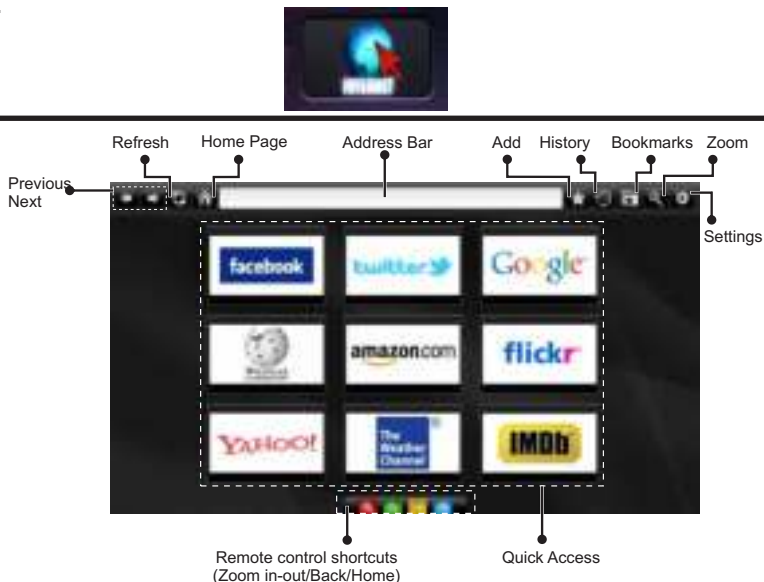 INTERNET
Refresh Home Page Address Bar Add History Bookmarks Zoom
Previous
Next
Settings
facebook twitter Google
amazon.com flickr
YAHOO! The
Weather
Channel IMDb
Remote control shortcuts
(Zoom in-out/Back/Home)
Quick Access